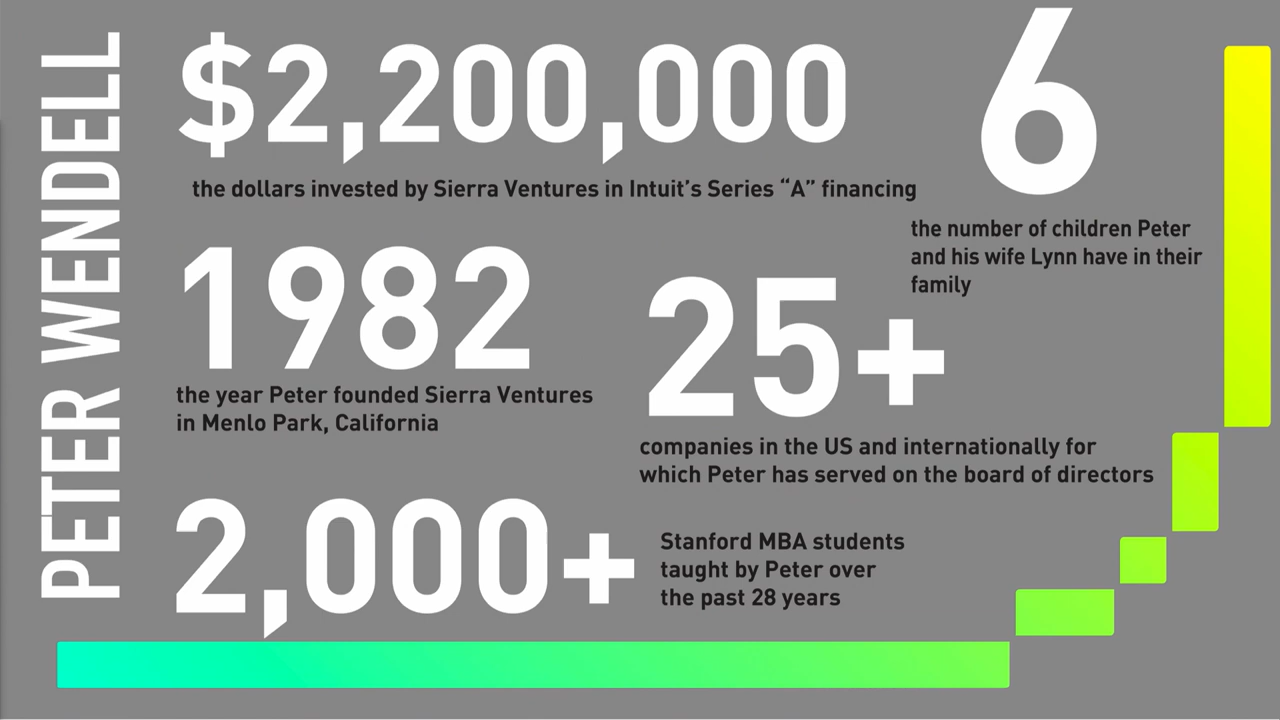 PETER WENDELL
$2,200,000
the dollars invested by Sierra Ventures in Intuit’s Series “A” financing
6
the number of children Peter
and his wife Lynn have in their
family
1982
the year Peter founded Sierra Ventures
in Menlo Park, California
25+
companies in the US and internationally for
which Peter has served on the board of directors
2,000+
Stanford MBA students
taught by Peter over
the past 28 years